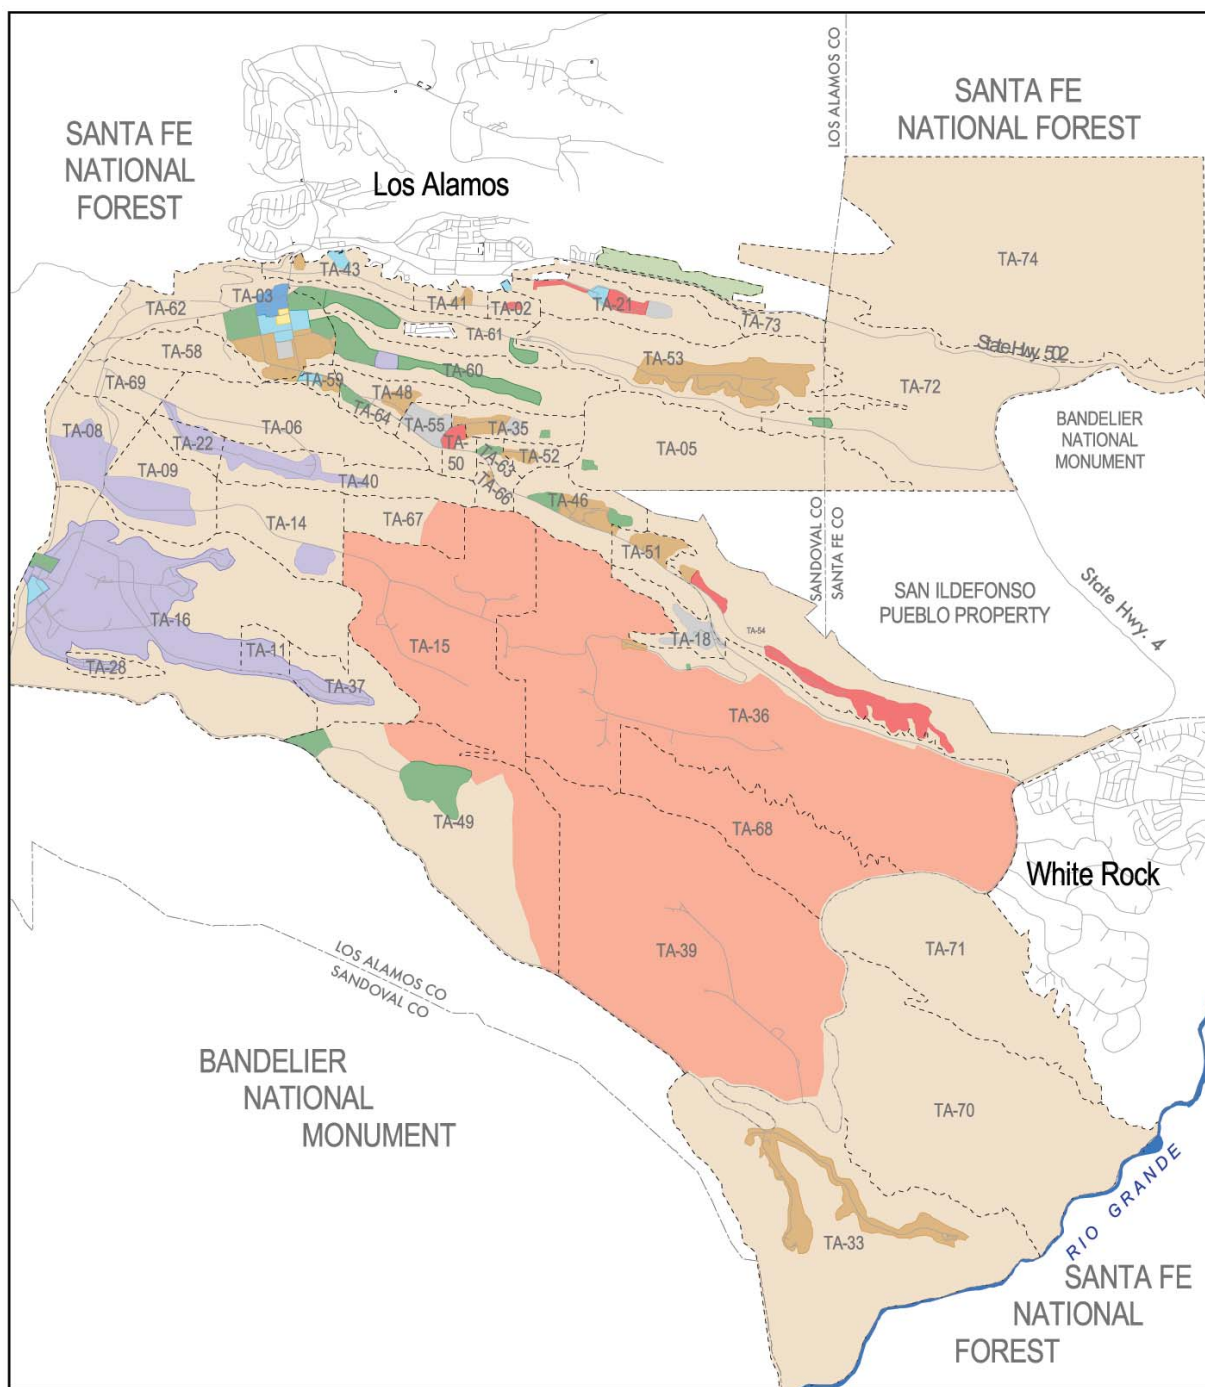 LOS ALAMOS CO
SANTA FE
NATIONAL FOREST
SANTA FE
NATIONAL
FOREST
Los Alamos
TA-74
TA-43
TA-03
TA-62
TA-41
TA-02
TA-21
TA-73
TA-61
State Hwy. 502
TA-58
TA-53
TA-60
TA-72
TA-69
TA-59
TA-48
TA-64
TA-55
TA-35
TA-08
TA-22
TA-06
TA-
50
TA-63
TA-52
TA-05
BANDELIER
NATIONAL
MONUMENT
TA-09
TA-40
TA-66
TA-46
TA-14
TA-67
SANDOVAL CO
SANTA FE CO
TA-51
SAN ILDEFONSO
PUEBLO PROPERTY
State Hwy. 4
TA-16
TA-11
TA-28
TA-37
TA-15
TA-18
TA-54
TA-36
TA-49
TA-68
White Rock
TA-39
TA-71
LOS ALAMOS CO
SANDOVAL CO
BANDELIER
NATIONAL
MONUMENT
TA-70
TA-33
RIO GRANDE
SANTA FE
NATIONAL
FOREST